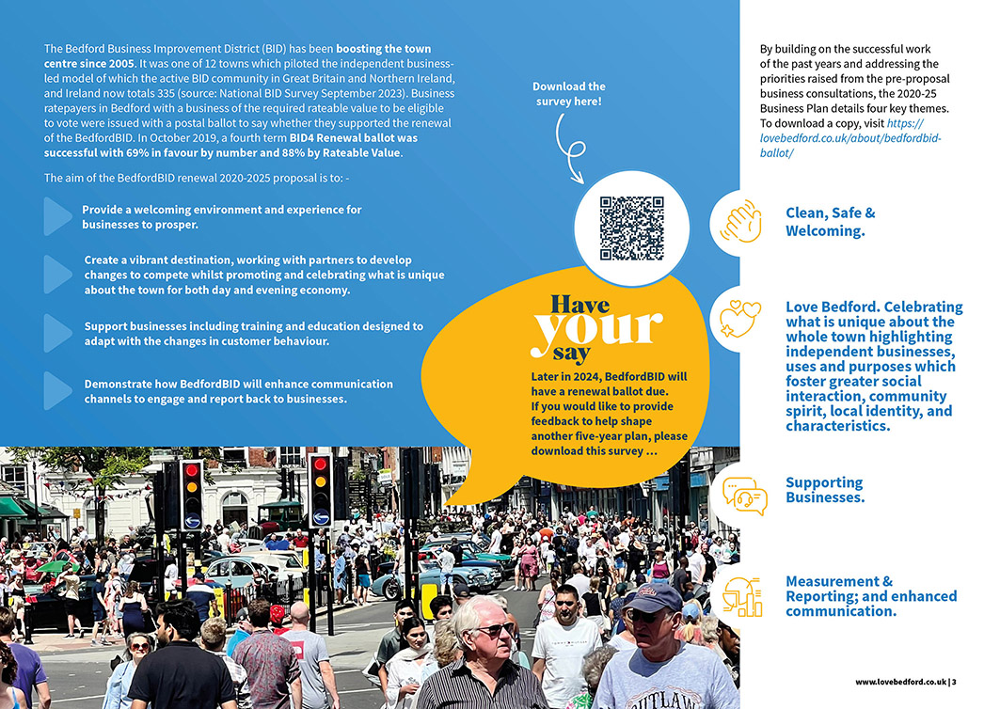 The Bedford Business Improvement District (BID) has been boosting the town
centre since 2005. It was one of 12 towns which piloted the independent business-
led model of which the active BID community in Great Britain and Northern Ireland,
and Ireland now totals 335 (source: National BID Survey September 2023). Business
ratepayers in Bedford with a business of the required rateable value to be eligible
to vote were issued with a postal ballot to say whether they supported the renewal
of the BedfordBID. In October 2019, a fourth term BID4 Renewal ballot was
successful with 69% in favour by number and 88% by Rateable Value.
The aim of the BedfordBID renewal 2020-2025 proposal is to: -
Provide a welcoming environment and experience for
businesses to prosper.
Create a vibrant destination, working with partners to develop
changes to compete whilst promoting and celebrating what is unique
about the town for both day and evening economy.
Support businesses including training and education designed to
adapt with the changes in customer behaviour.
Demonstrate how BedfordBID will enhance communication
channels to engage and report back to businesses.
Download the
survey here!
Have
your
say
Later in 2024, BedfordBID will
have a renewal ballot due.
If you would like to provide
feedback to help shape
another five-year plan, please
download this survey ...
By building on the successful work
of the past years and addressing the
priorities raised from the pre-proposal
business consultations, the 2020-25
Business Plan details four key themes.
To download a copy, visit https://
lovebedford.co.uk/about/bedfordbid-
ballot/
Clean, Safe &
Welcoming.
Love Bedford. Celebrating
what is unique about the
whole town highlighting
independent businesses,
uses and purposes which
foster greater social
interaction, community
spirit, local identity, and
characteristics.
Supporting
Businesses.
Measurement &
Reporting; and enhanced
communication.
OUTLAW
www.lovebedford.co.uk | 3